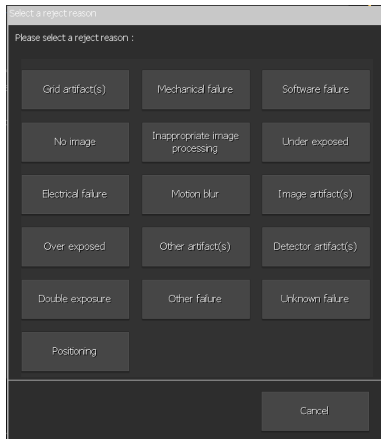 Select a reject reason
Please select a reject reason :
Grid artifact(s)
Mechanical failure
Software failure
No image
Inappropriate image
processing
Under exposed
Electrical failure
Motion blur
Image artifact(s)
Over exposed
Other artifact(s)
Detector artifact(s)
Double exposure
Other failure
Unknown failure
Positioning
Cancel